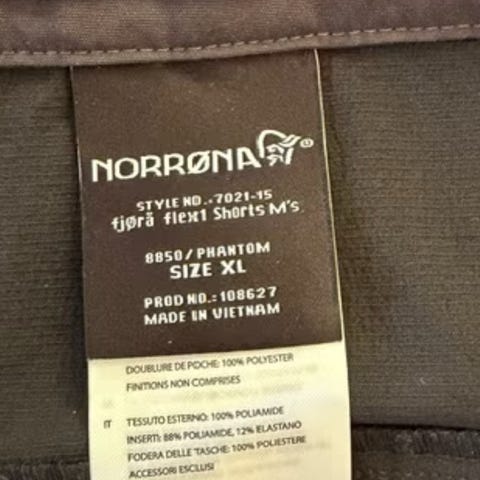 NORRØNA®
STYLE NO.:7021-15
fjørå flex1 Shorts M's
8850/PHANTOM
SIZE XL
PROD NO.:108627
MADE IN VIETNAM
DOUBLURE DE POCHE: 100% POLYESTER
FINITIONS NON COMPRISES
IT TESSUTO ESTERNO: 100% POLIAMIDE
INSERTI: 88% POLIAMIDE, 12% ELASTANO
FODERA DELLE TASCHE: 100% POLIESTERE
ACCESSORI ESCLUSI